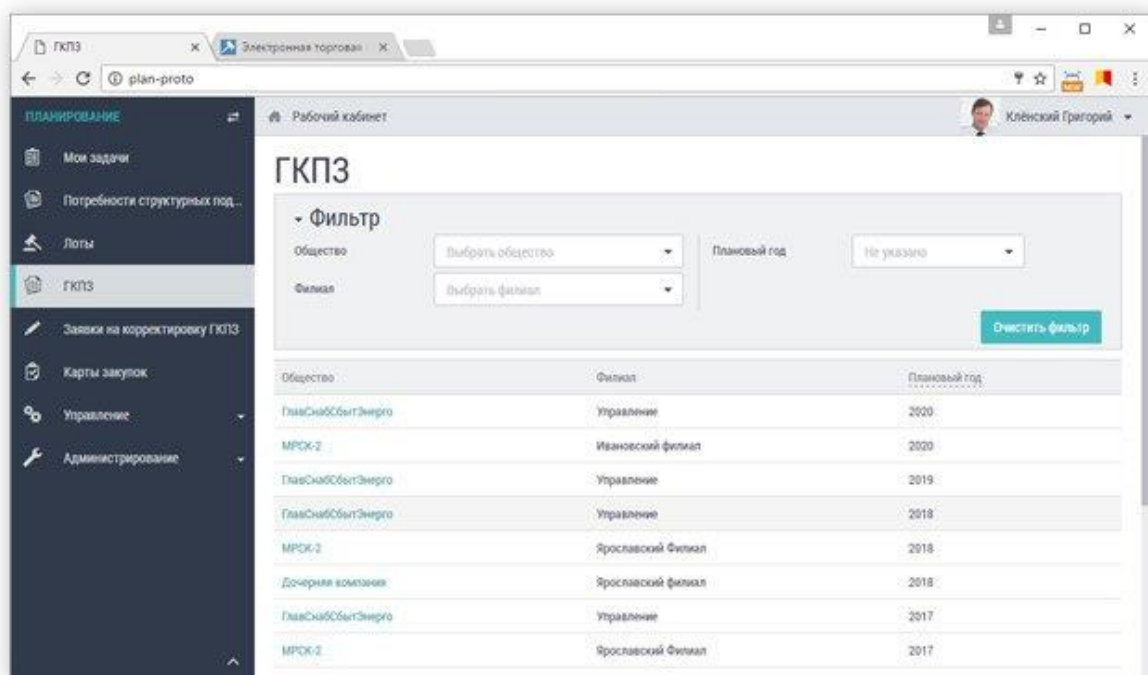 ГКПЗ
Электронная торговая
plan-proto
NEW
ПЛАНИРОВАНИЕ
Рабочий кабинет
Клёнский Григорий
Мои задачи
Потребности структурных под...
Лоты
ГКПЗ
Заявки на корректировку ГКПЗ
Карты закупок
Управление
Администрирование
ГКПЗ
Фильтр
Общество Выбрать общество Плановый год Не указано
Филиал Выбрать филиал
Очистить фильтр
Общество Филиал Плановый год
ГлавСнабСбытЭнерго Управление 2020
МРСК-2 Ивановский филиал 2020
ГлавСнабСбытЭнерго Управление 2019
ГлавСнабСбытЭнерго Управление 2018
МРСК-2 Ярославский Филиал 2018
Дочерняя компания Ярославский филиал 2018
ГлавСнабСбытЭнерго Управление 2017
МРСК-2 Ярославский Филиал 2017